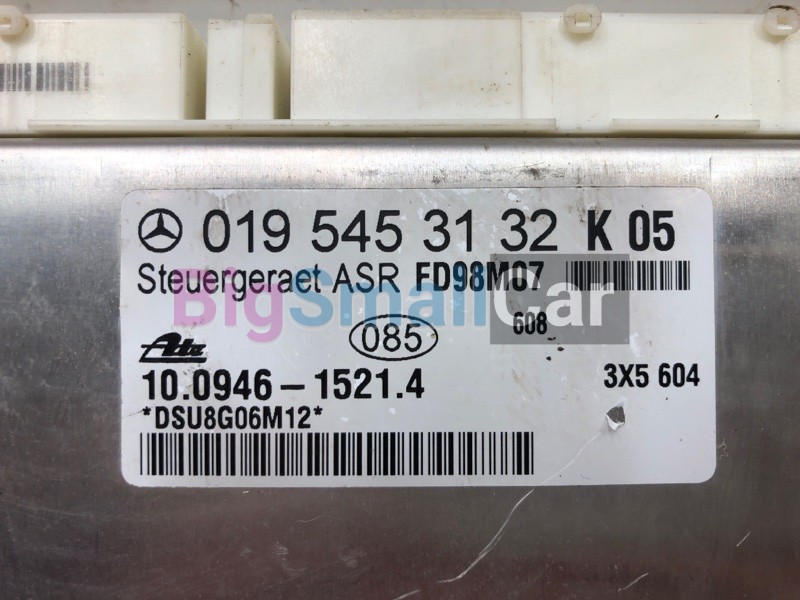 019 545 31 32 K 05
Steuergeraet ASR FD98M07
BigSmallCar
608
085
Ate
10.0946-1521.4
3X5 604
*DSU8G06M12*